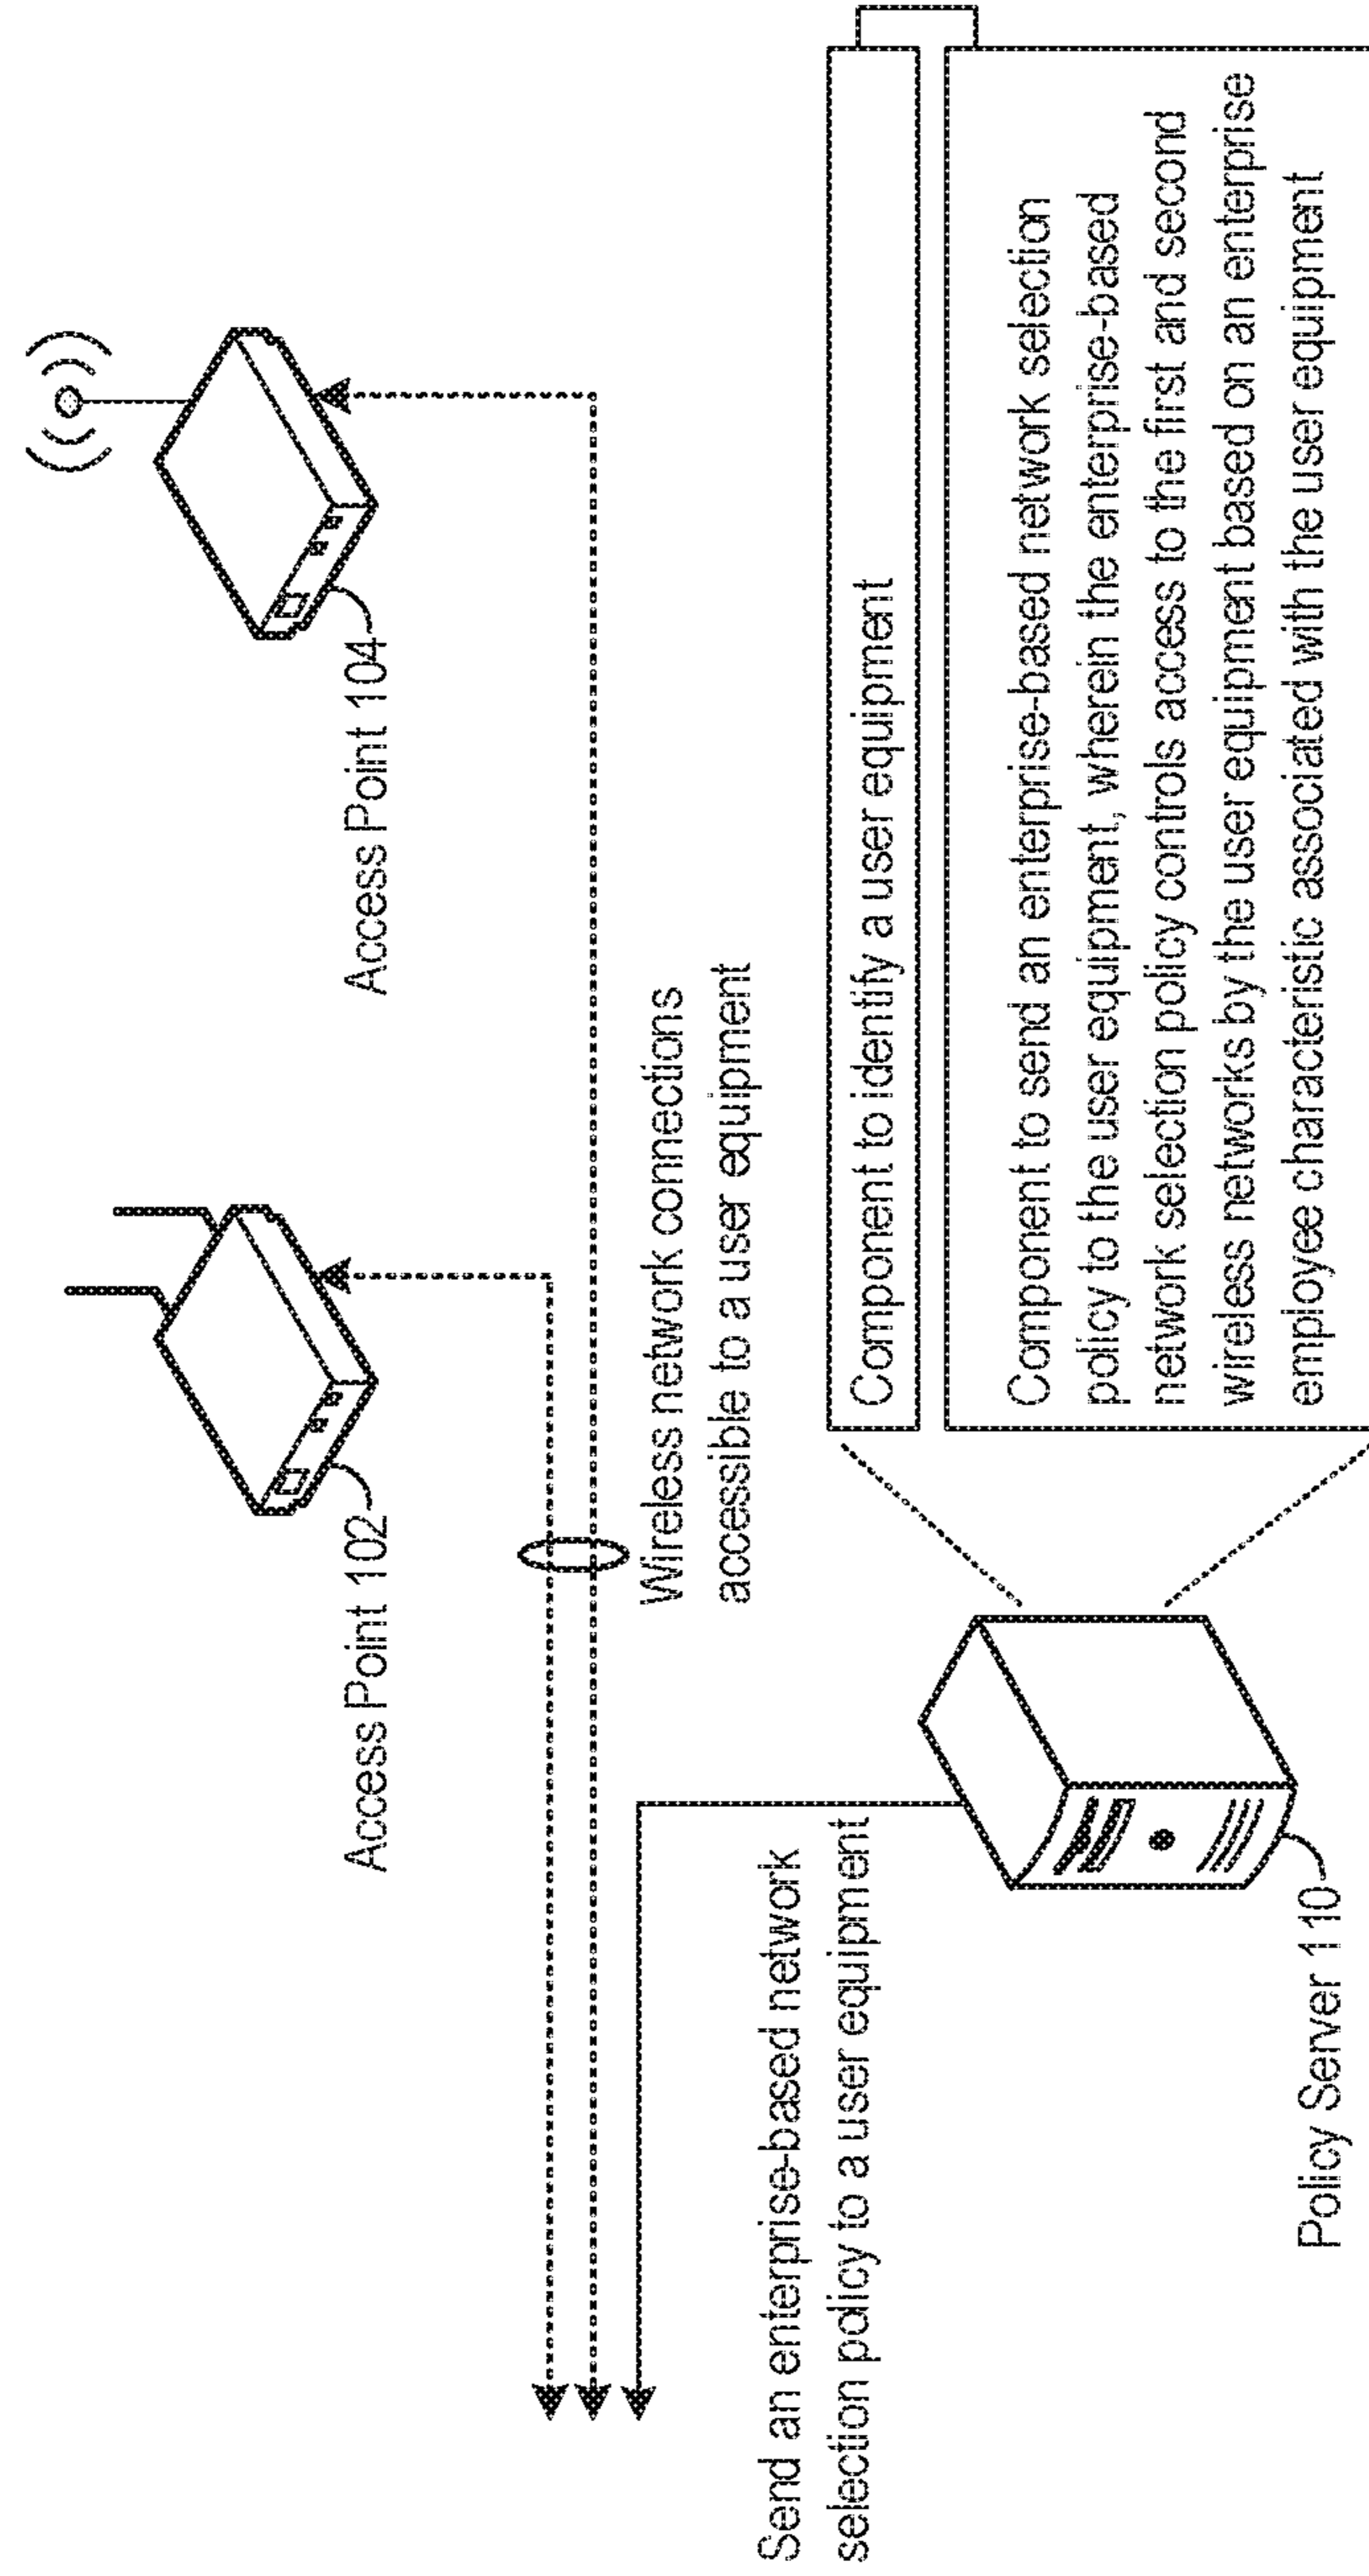 Access Point 102
Access Point 104
Wireless network connections
accessible to a user equipment
Send an enterprise-based network
selection policy to a user equipment
Policy Server 110
Component to identify a user equipment
Component to send an enterprise-based network selection
policy to the user equipment, wherein the enterprise-based
network selection policy controls access to the first and second
wireless networks by the user equipment based on an enterprise
employee characteristic associated with the user equipment